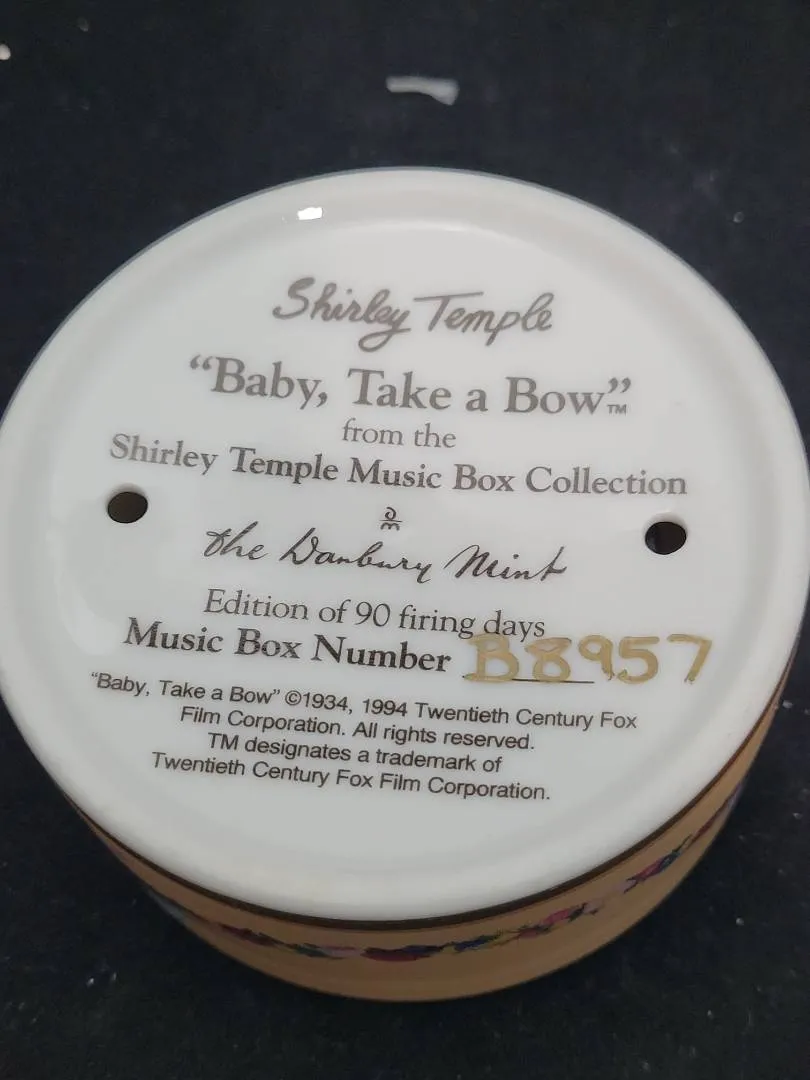 Shirley Temple
“Baby, Take a Bow”™
from the
Shirley Temple Music Box Collection
the Danbury Mint
Edition of 90 firing days
Music Box Number B8957
“Baby, Take a Bow” ©1934, 1994 Twentieth Century Fox
Film Corporation. All rights reserved.
TM designates a trademark of
Twentieth Century Fox Film Corporation.